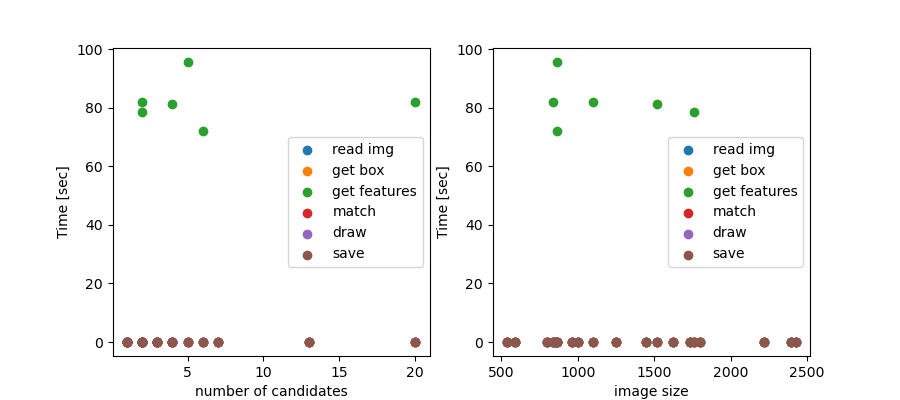 100
80
60
40
20
0
Time [sec]
5
10
15
20
number of candidates
read img
get box
get features
match
draw
save
100
80
60
40
20
0
Time [sec]
500
1000
1500
2000
2500
image size
read img
get box
get features
match
draw
save